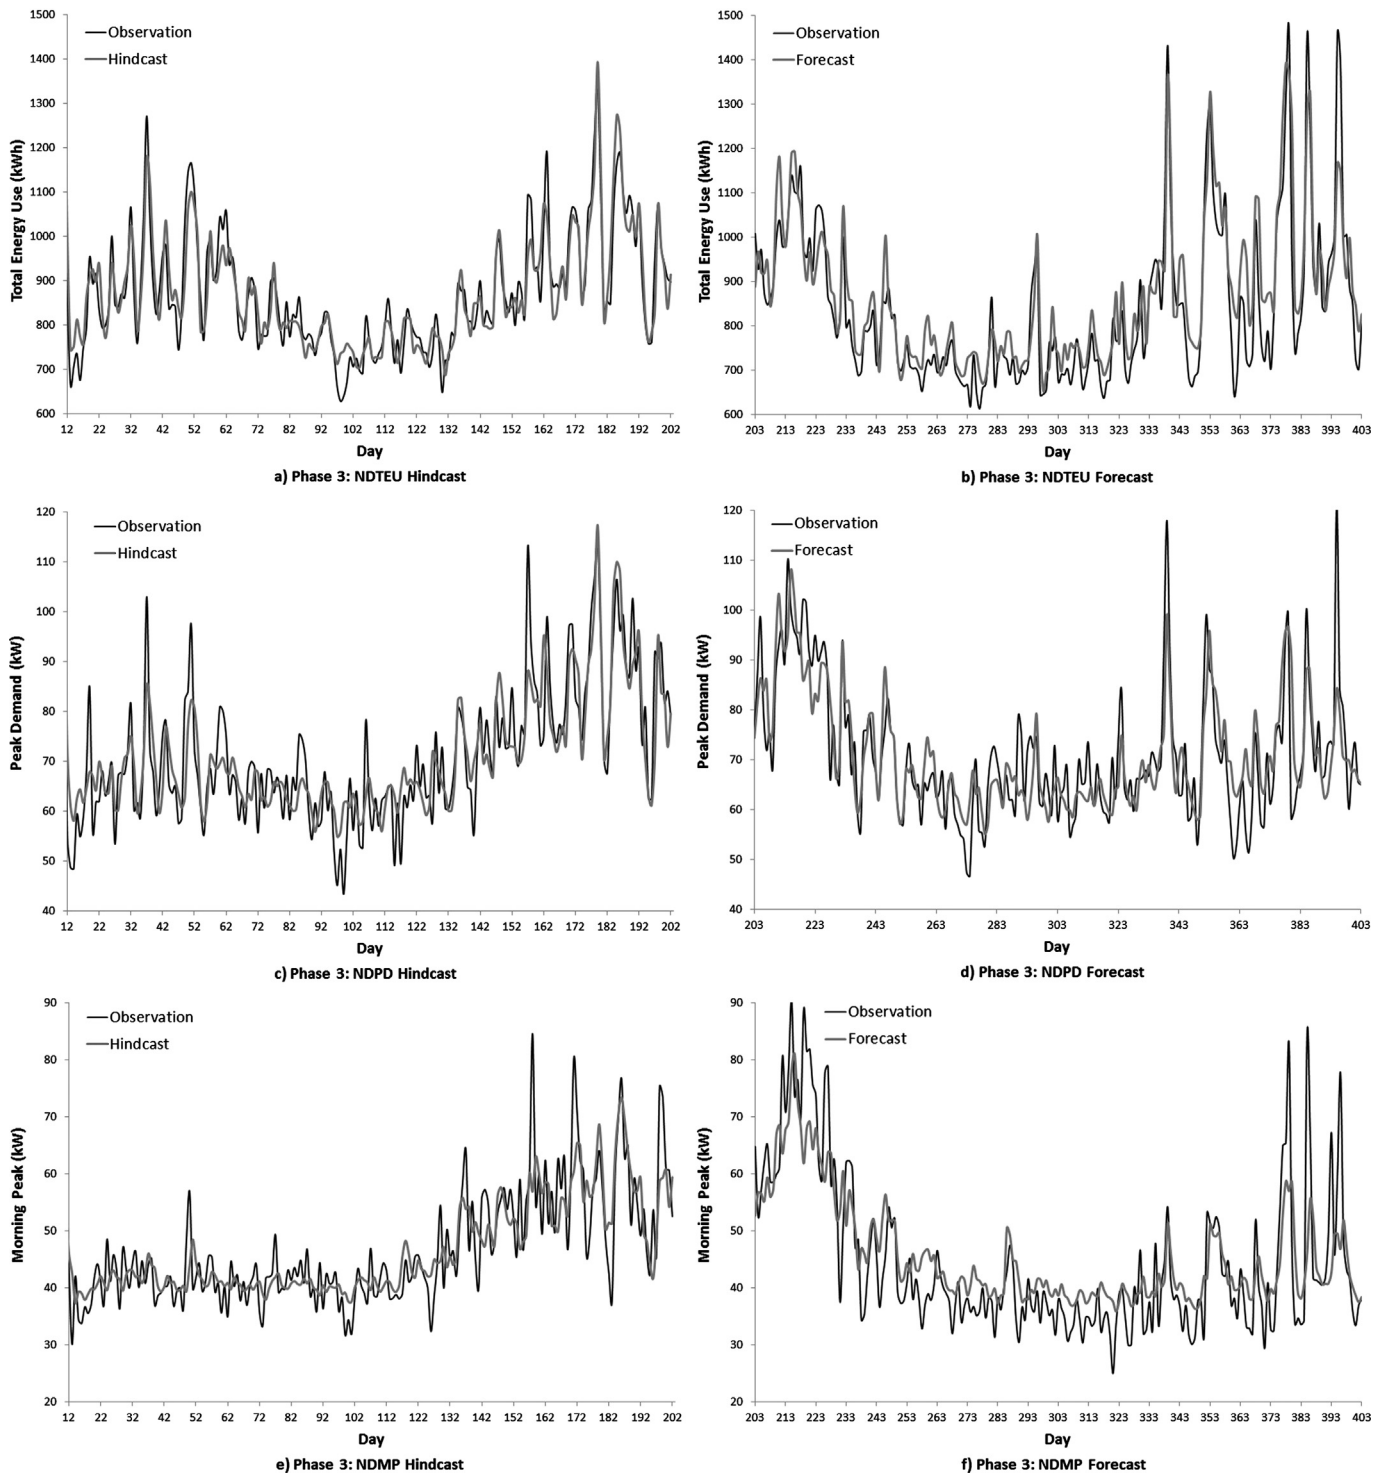 Observation
Hindcast
Total Energy Use (kWh)
1500
1400
1300
1200
1100
1000
900
800
700
600
12 22 32 42 52 62 72 82 92 102 112 122 132 142 152 162 172 182 192 202
Day
a) Phase 3: NDTEU Hindcast
Observation
Forecast
Total Energy Use (kWh)
1500
1400
1300
1200
1100
1000
900
800
700
600
203 213 223 233 243 253 263 273 283 293 303 313 323 333 343 353 363 373 383 393 403
Day
b) Phase 3: NDTEU Forecast
Observation
Hindcast
Peak Demand (kW)
120
110
100
90
80
70
60
50
40
12 22 32 42 52 62 72 82 92 102 112 122 132 142 152 162 172 182 192 202
Day
c) Phase 3: NDPD Hindcast
Observation
Forecast
Peak Demand (kW)
120
110
100
90
80
70
60
50
40
203 223 243 263 283 303 323 343 363 383 403
Day
d) Phase 3: NDPD Forecast
Observation
Hindcast
Morning Peak (kW)
90
80
70
60
50
40
30
20
12 22 32 42 52 62 72 82 92 102 112 122 132 142 152 162 172 182 192 202
Day
e) Phase 3: NDMP Hindcast
Observation
Forecast
Morning Peak (kW)
90
80
70
60
50
40
30
20
203 213 223 233 243 253 263 273 283 293 303 313 323 333 343 353 363 373 383 393 403
Day
f) Phase 3: NDMP Forecast